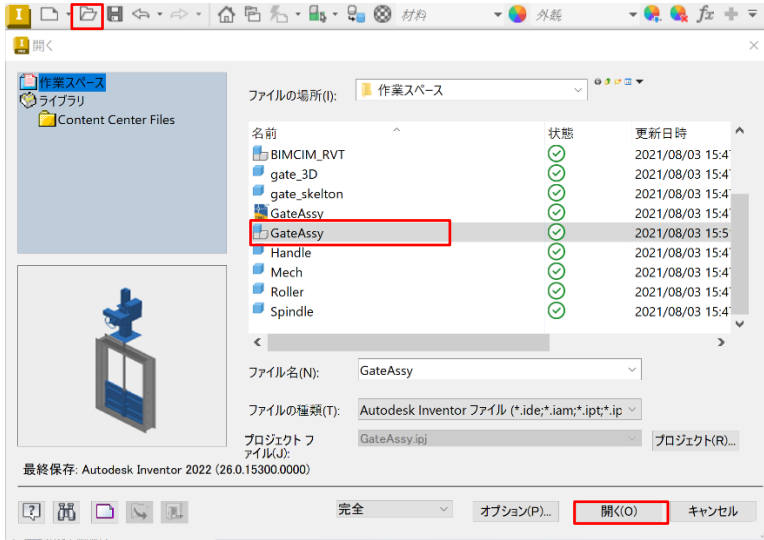 I
材料
外観
fx
開く
作業スペース
ライブラリ
Content Center Files
ファイルの場所(I):
作業スペース
名前
状態
更新日時
BIMCIM_RVT
2021/08/03 15:4
gate_3D
2021/08/03 15:4
gate_skelton
2021/08/03 15:4
GateAssy
2021/08/03 15:4
GateAssy
2021/08/03 15:5
Handle
2021/08/03 15:4
Mech
2021/08/03 15:4
Roller
2021/08/03 15:4
Spindle
2021/08/03 15:4
ファイル名(N):
GateAssy
ファイルの種類(T):
Autodesk Inventor ファイル (*.ide;*.iam;*.ipt;*.ip
プロジェクト フ
ァイル(J):
GateAssy.ipj
プロジェクト(R)...
最終保存: Autodesk Inventor 2022 (26.0.15300.0000)
完全
オプション(P)...
開く(O)
キャンセル